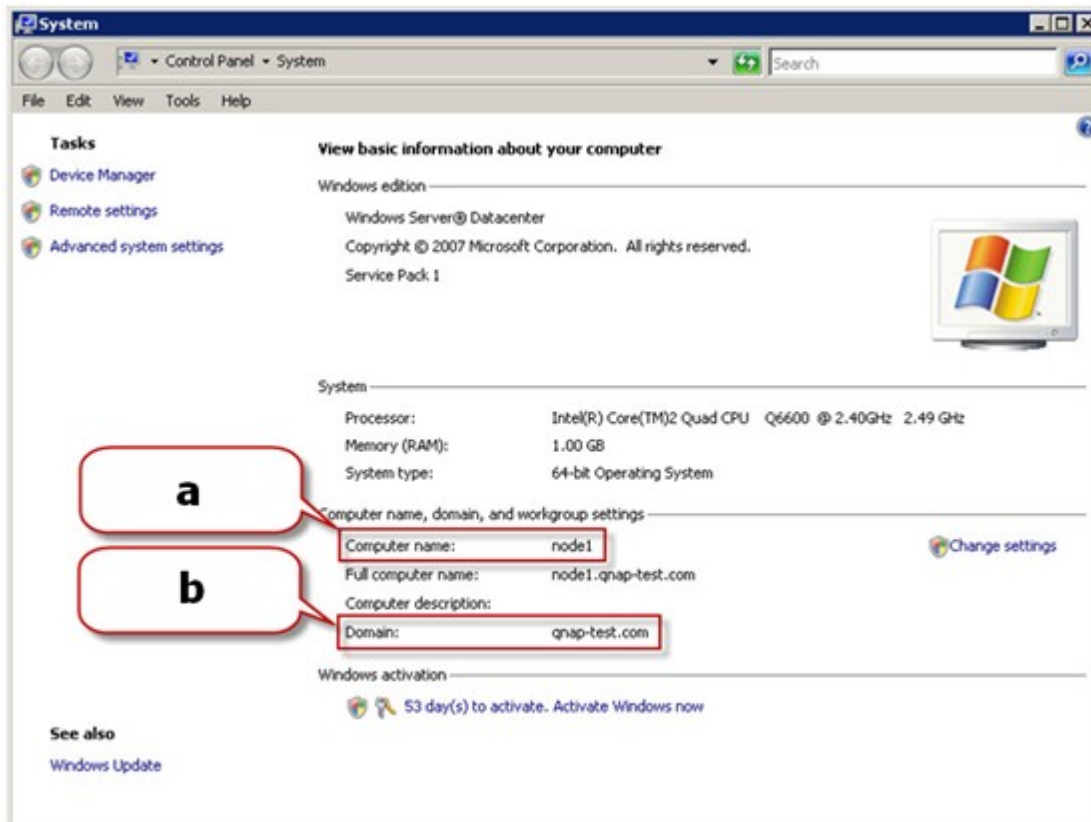 System
Control Panel System
Search
File Edit View Tools Help
Tasks
Device Manager
Remote settings
Advanced system settings
See also
Windows Update
View basic information about your computer
Windows edition
Windows Server® Datacenter
Copyright © 2007 Microsoft Corporation. All rights reserved.
Service Pack 1
System
Processor: Intel(R) Core(TM)2 Quad CPU Q6600 @ 2.40GHz 2.49 GHz
Memory (RAM): 1.00 GB
System type: 64-bit Operating System
Computer name, domain, and workgroup settings
a
Computer name: node1
Change settings
Full computer name: node1.qnap-test.com
Computer description:
b
Domain: qnap-test.com
Windows activation
53 day(s) to activate. Activate Windows now